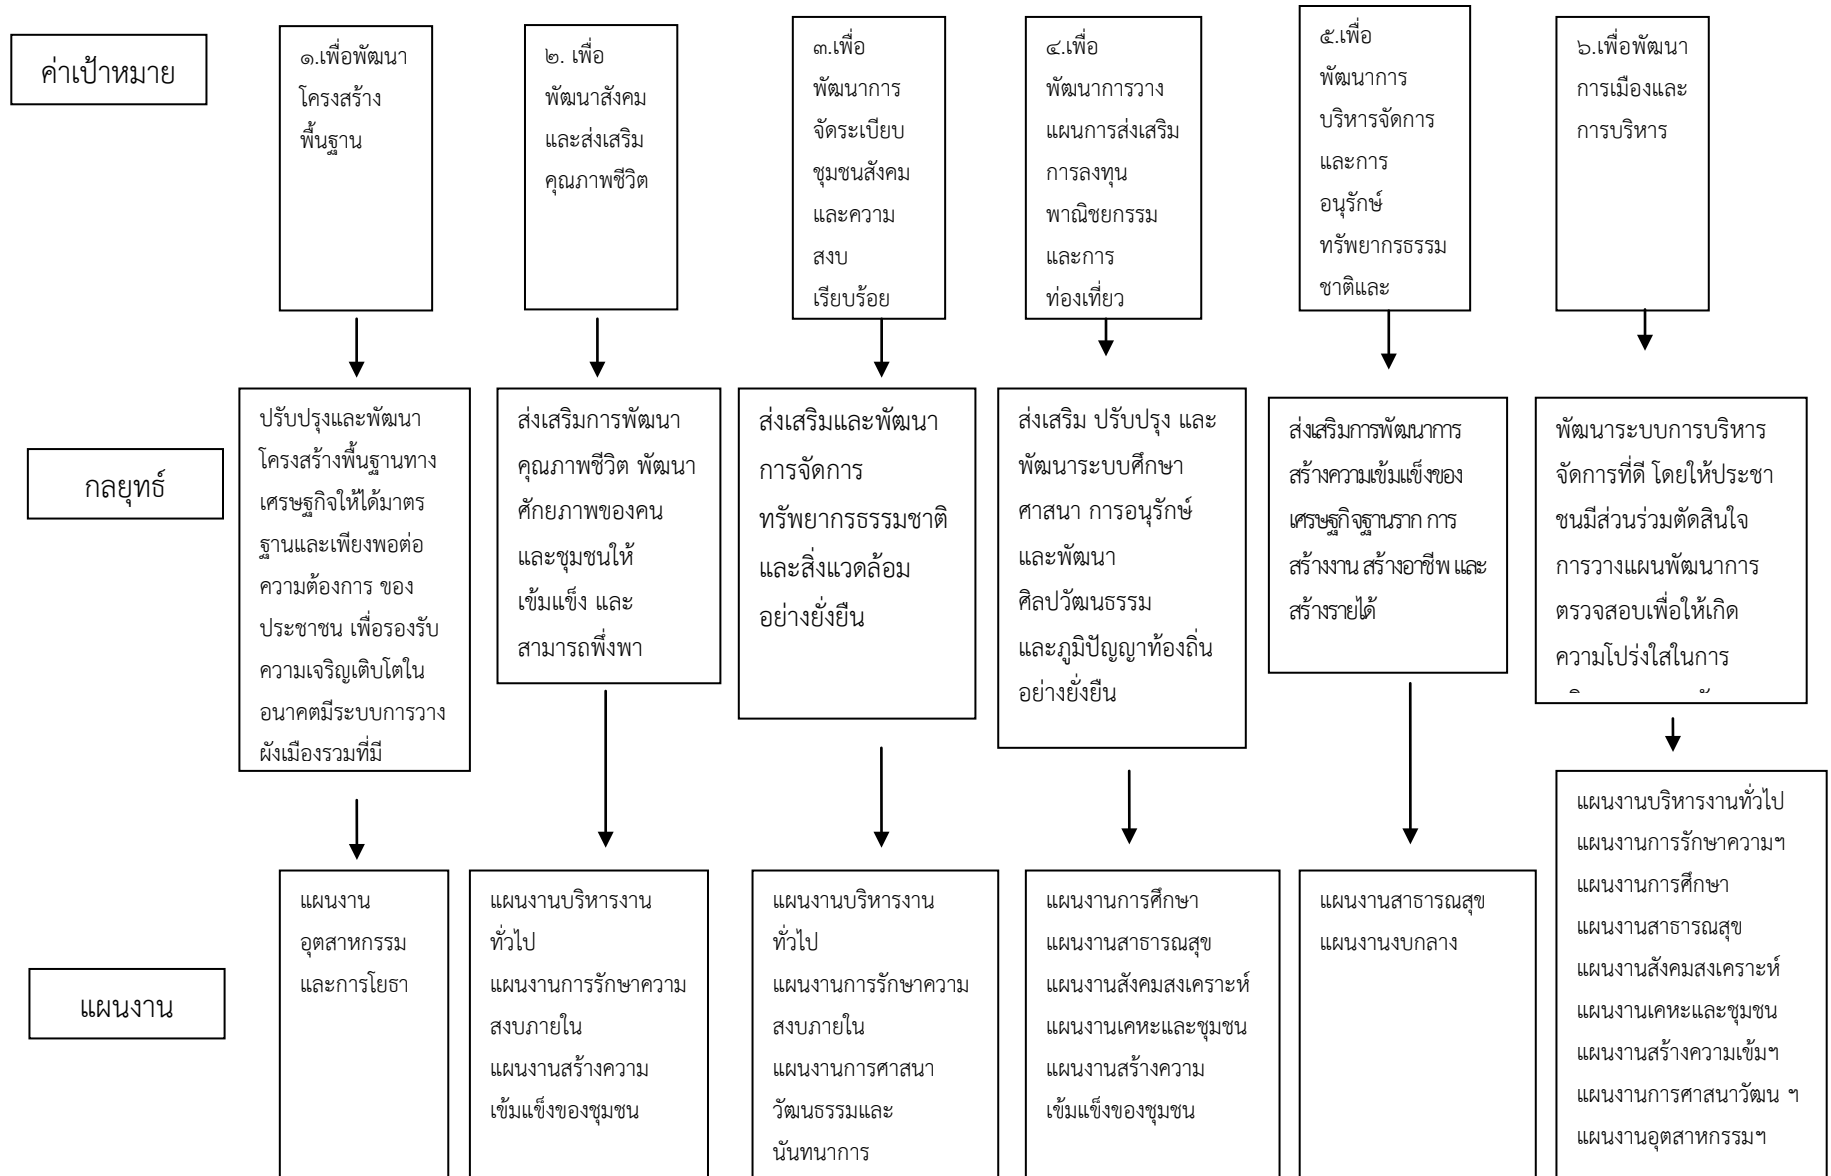 ค่าเป้าหมาย
๑.เพื่อพัฒนา
โครงสร้าง
พื้นฐาน
๒. เพื่อ
พัฒนาสังคม
และส่งเสริม
คุณภาพชีวิต
๓.เพื่อ
พัฒนาการ
จัดระเบียบ
ชุมชนสังคม
และความ
สงบ
เรียบร้อย
๔.เพื่อ
พัฒนาการวาง
แผนการส่งเสริม
การลงทุน
พาณิชยกรรม
และการ
ท่องเที่ยว
๕.เพื่อ
พัฒนาการ
บริหารจัดการ
และการ
อนุรักษ์
ทรัพยากรธรรม
ชาติและ
๖.เพื่อพัฒนา
การเมืองและ
การบริหาร
กลยุทธ์
ปรับปรุงและพัฒนา
โครงสร้างพื้นฐานทาง
เศรษฐกิจให้ได้มาตร
ฐานและเพียงพอต่อ
ความต้องการ ของ
ประชาชน เพื่อรองรับ
ความเจริญเติบโตใน
อนาคตมีระบบการวาง
ผังเมืองรวมที่มี
ส่งเสริมการพัฒนา
คุณภาพชีวิต พัฒนา
ศักยภาพของคน
และชุมชนให้
เข้มแข็ง และ
สามารถพึ่งพา
ส่งเสริมและพัฒนา
การจัดการ
ทรัพยากรธรรมชาติ
และสิ่งแวดล้อม
อย่างยั่งยืน
ส่งเสริม ปรับปรุง และ
พัฒนาระบบศึกษา
ศาสนา การอนุรักษ์
และพัฒนา
ศิลปวัฒนธรรม
และภูมิปัญญาท้องถิ่น
อย่างยั่งยืน
ส่งเสริมการพัฒนาการ
สร้างความเข้มแข็งของ
เศรษฐกิจฐานราก การ
สร้างงาน สร้างอาชีพ และ
สร้างรายได้
พัฒนาระบบการบริหาร
จัดการที่ดี โดยให้ประชา
ชนมีส่วนร่วมตัดสินใจ
การวางแผนพัฒนาการ
ตรวจสอบเพื่อให้เกิด
ความโปร่งใสในการ
แผนงาน
แผนงาน
อุตสาหกรรม
และการโยธา
แผนงานบริหารงาน
ทั่วไป
แผนงานการรักษาความ
สงบภายใน
แผนงานสร้างความ
เข้มแข็งของชุมชน
แผนงานบริหารงาน
ทั่วไป
แผนงานการรักษาความ
สงบภายใน
แผนงานการศาสนา
วัฒนธรรมและ
นันทนาการ
แผนงานการศึกษา
แผนงานสาธารณสุข
แผนงานสังคมสงเคราะห์
แผนงานเคหะและชุมชน
แผนงานสร้างความ
เข้มแข็งของชุมชน
แผนงานสาธารณสุข
แผนงานงบกลาง
แผนงานบริหารงานทั่วไป
แผนงานการรักษาความฯ
แผนงานการศึกษา
แผนงานสาธารณสุข
แผนงานสังคมสงเคราะห์
แผนงานเคหะและชุมชน
แผนงานสร้างความเข้มฯ
แผนงานการศาสนาวัฒน ฯ
แผนงานอุตสาหกรรมฯ